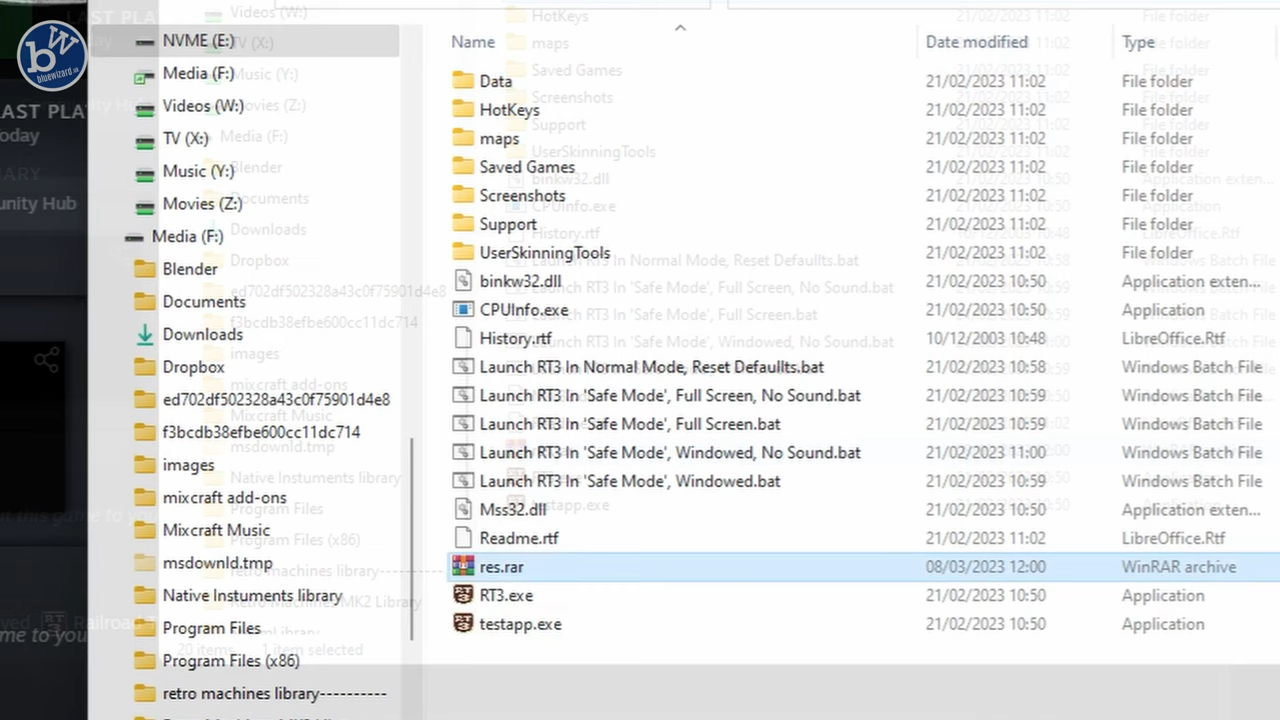 bW
bluewizard
LAST PLA
oday
unity Hub
me to you
NVME (E:)
Media (F:)
Videos (W:)
TV (X:)
Music (Y:)
Movies (Z:)
Media (F:)
Blender
Documents
Downloads
Dropbox
ed702df502328a43c0f75901d4e8
f3bcdb38efbe600cc11dc714
images
mixcraft add-ons
Mixcraft Music
msdownld.tmp
Native Instuments library
Program Files
Program Files (x86)
retro machines library----------
Name Date modified Type
Data 21/02/2023 11:02 File folder
HotKeys 21/02/2023 11:02 File folder
maps 21/02/2023 11:02 File folder
Saved Games 21/02/2023 11:02 File folder
Screenshots 21/02/2023 11:02 File folder
Support 21/02/2023 11:02 File folder
UserSkinningTools 21/02/2023 11:02 File folder
binkw32.dll 21/02/2023 10:50 Application exten...
CPUInfo.exe 21/02/2023 10:50 Application
History.rtf 10/12/2003 10:48 LibreOffice.Rtf
Launch RT3 In Normal Mode, Reset Defaullts.bat 21/02/2023 10:58 Windows Batch File
Launch RT3 In 'Safe Mode', Full Screen, No Sound.bat 21/02/2023 10:59 Windows Batch File
Launch RT3 In 'Safe Mode', Full Screen.bat 21/02/2023 10:59 Windows Batch File
Launch RT3 In 'Safe Mode', Windowed, No Sound.bat 21/02/2023 11:00 Windows Batch File
Launch RT3 In 'Safe Mode', Windowed.bat 21/02/2023 10:59 Windows Batch File
Mss32.dll 21/02/2023 10:50 Application exten...
Readme.rtf 21/02/2023 11:02 LibreOffice.Rtf
res.rar 08/03/2023 12:00 WinRAR archive
RT3.exe 21/02/2023 10:50 Application
testapp.exe 21/02/2023 10:50 Application
20 items 1 item selected